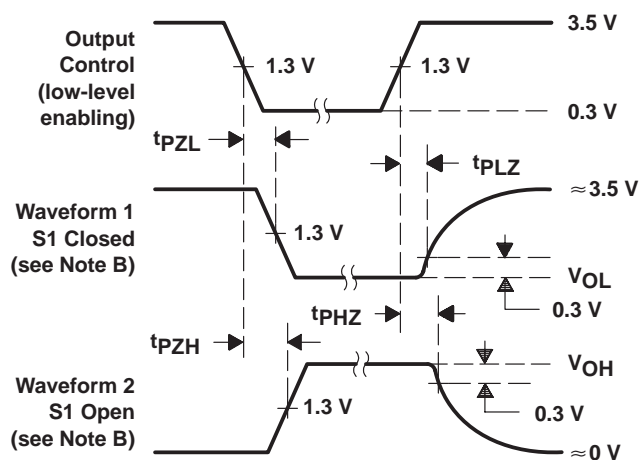 Output
Control
(low-level
enabling)
3.5 V
1.3 V
1.3 V
0.3 V
tPZL
tPLZ
Waveform 1
S1 Closed
(see Note B)
≈3.5 V
1.3 V
VOL
0.3 V
tPZH
tPHZ
Waveform 2
S1 Open
(see Note B)
VOH
1.3 V
0.3 V
≈0 V